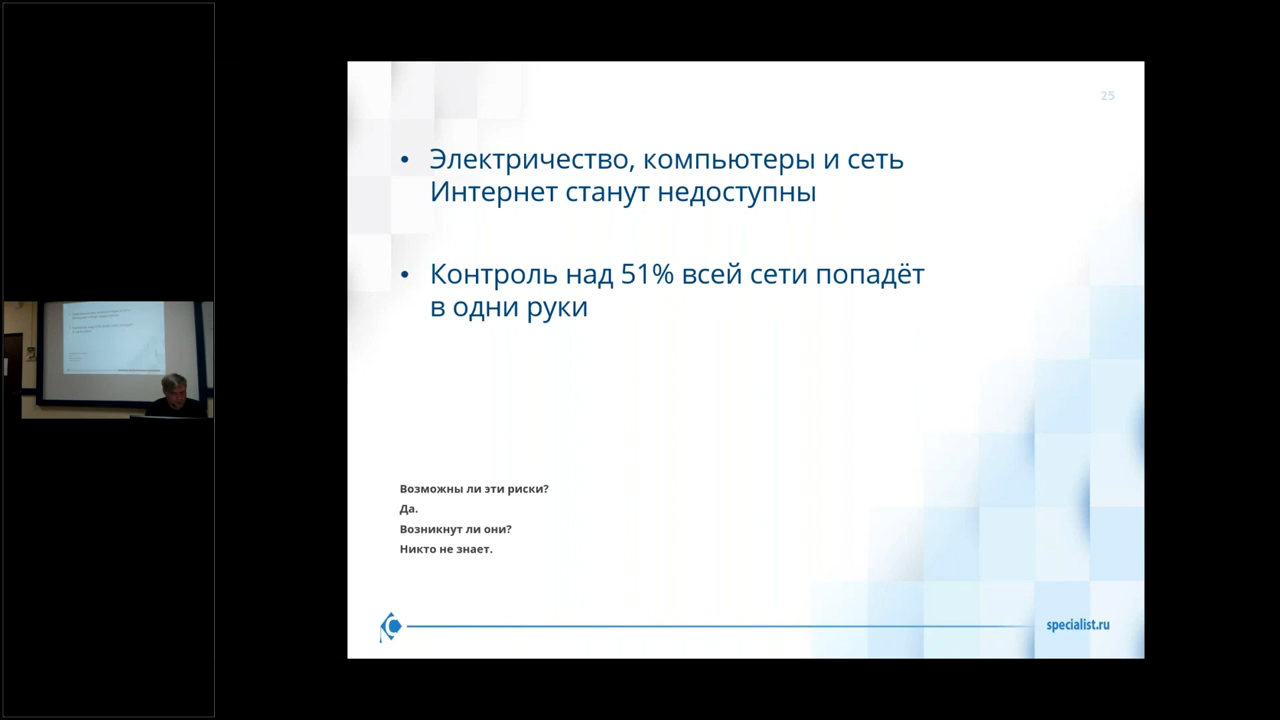 25
• Электричество, компьютеры и сеть
Интернет станут недоступны
• Контроль над 51% всей сети попадёт
в одни руки
Возможны ли эти риски?
Да.
Возникнут ли они?
Никто не знает.
specialist.ru